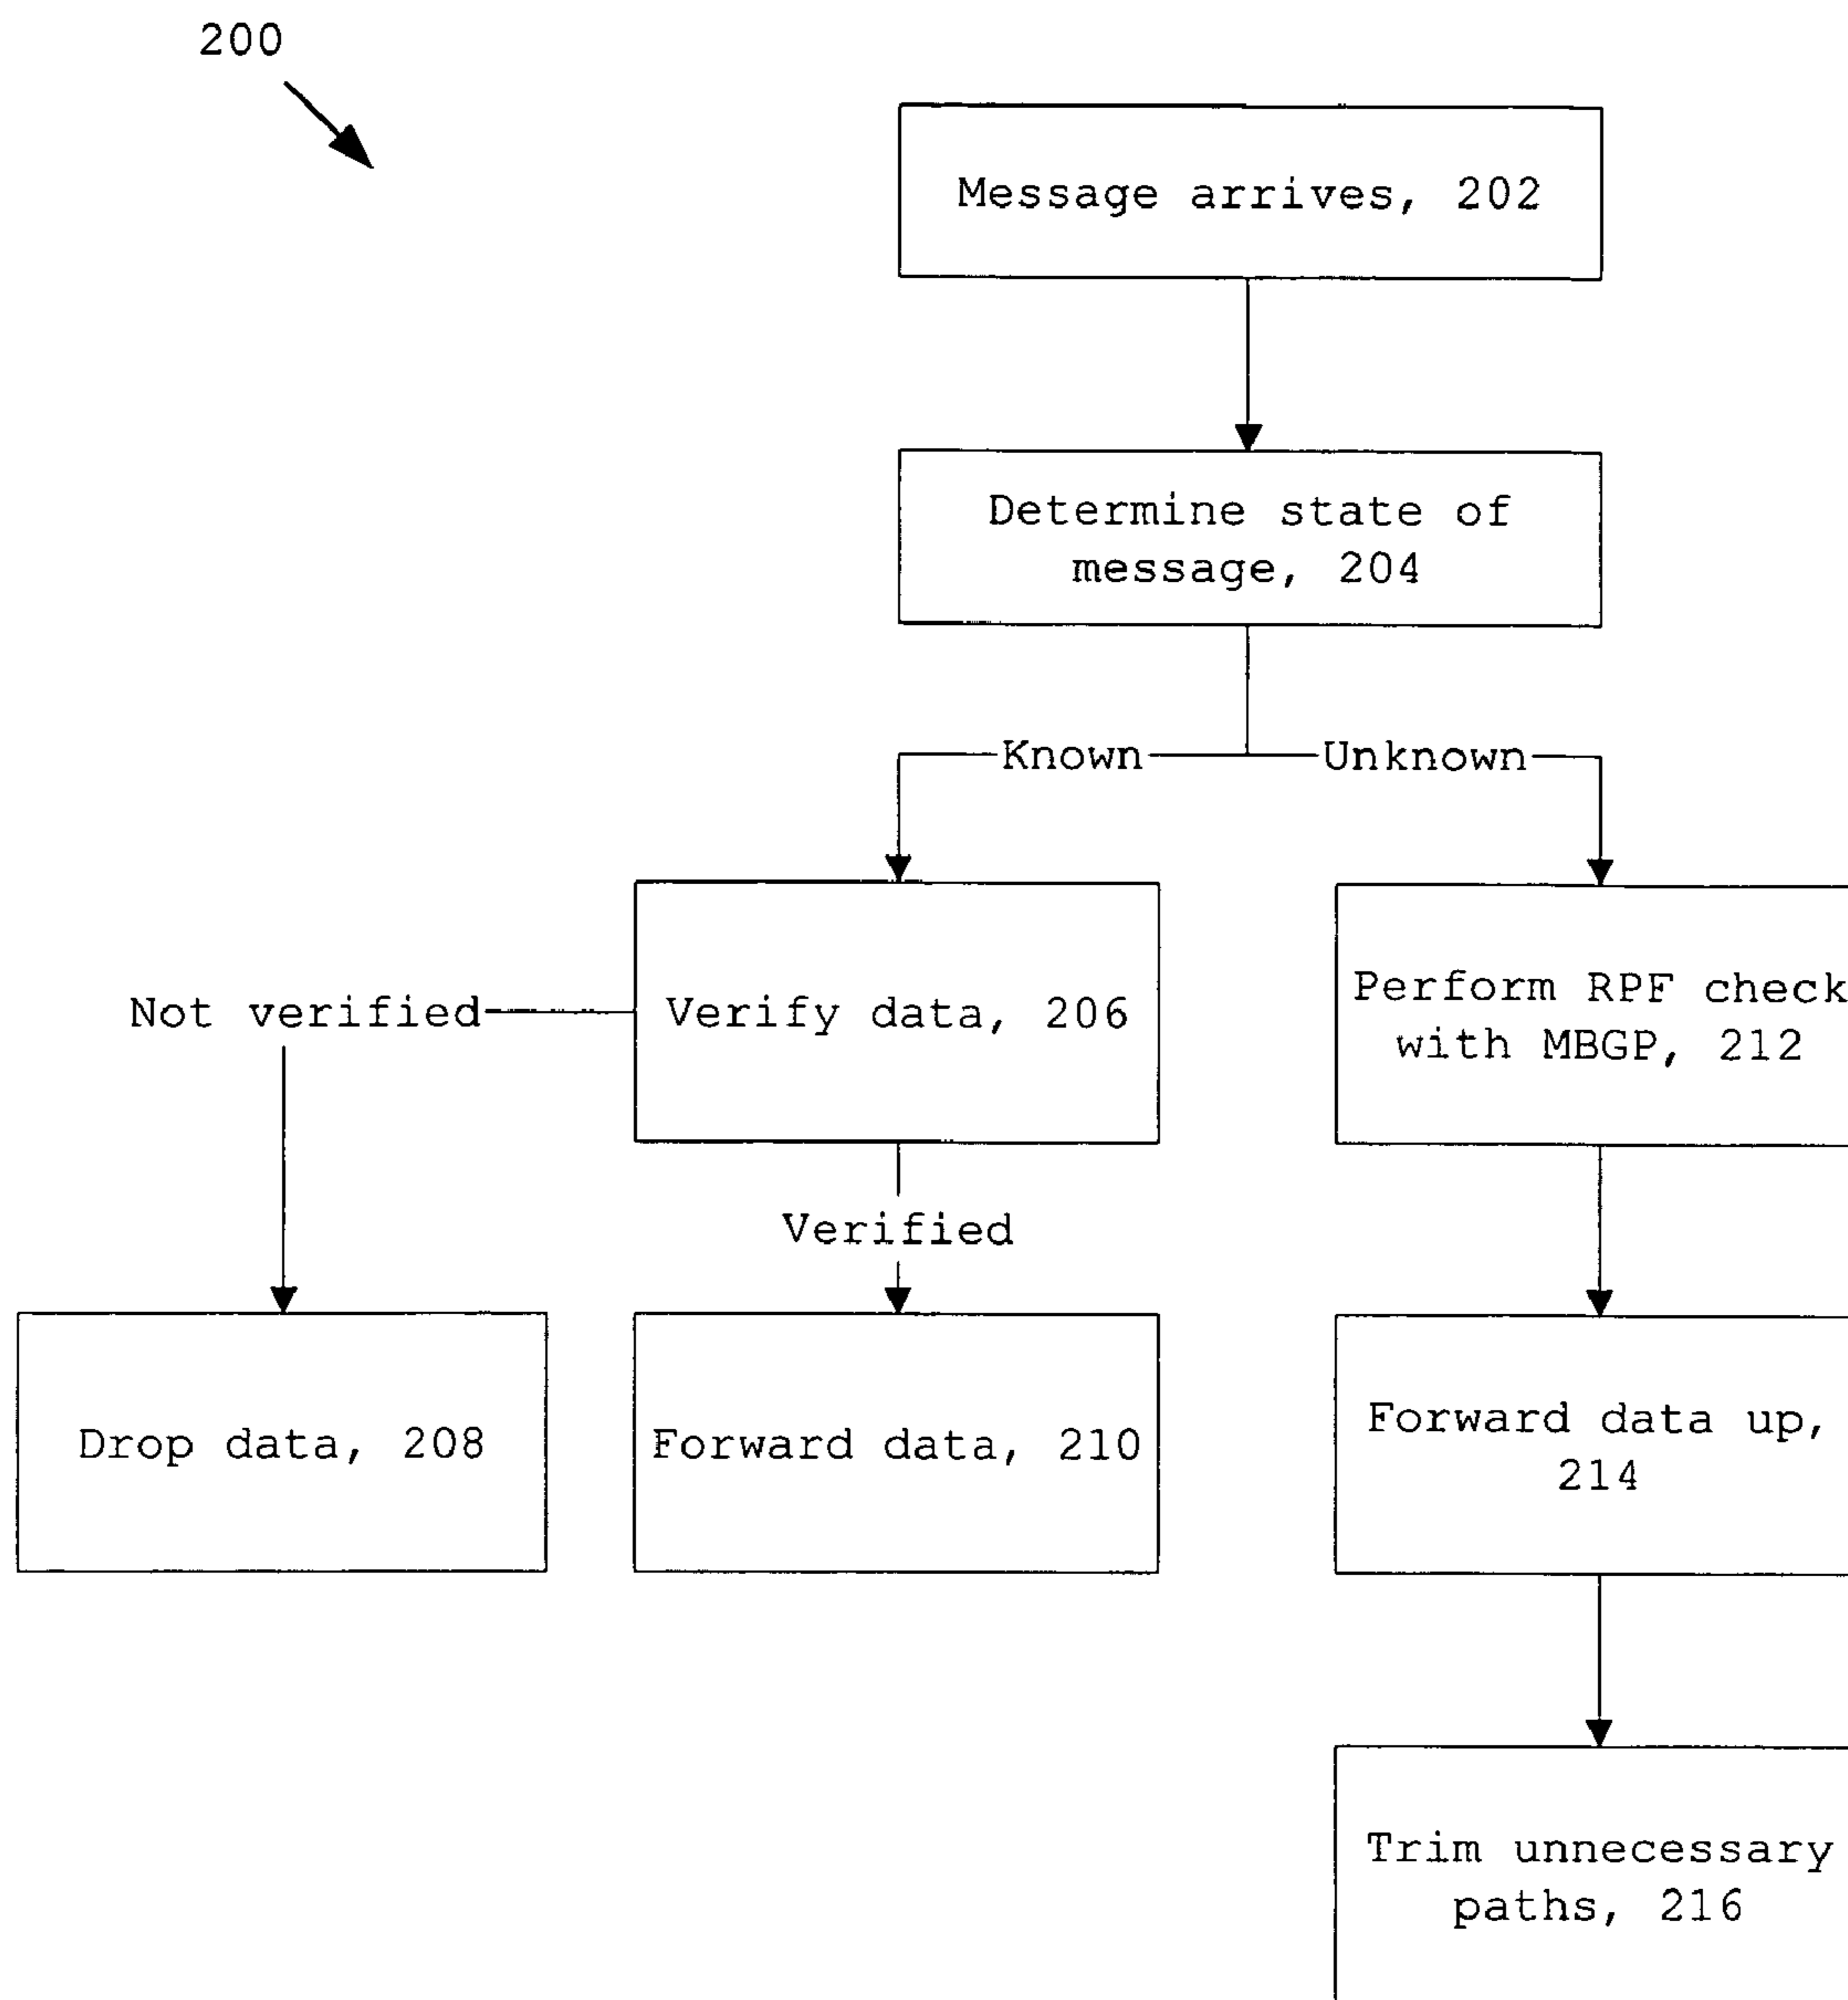 200
Message arrives, 202
Determine state of
message, 204
Known
Unknown
Not verified
Verify data, 206
Perform RPF check
with MBGP, 212
Verified
Drop data, 208
Forward data, 210
Forward data up,
214
Trim unnecessary
paths, 216